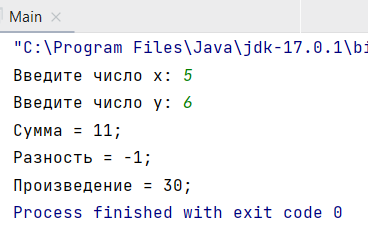 Main
"C:\Program Files\Java\jdk-17.0.1\bi
Введите число x: 5
Введите число y: 6
Сумма = 11;
Разность = -1;
Произведение = 30;
Process finished with exit code 0